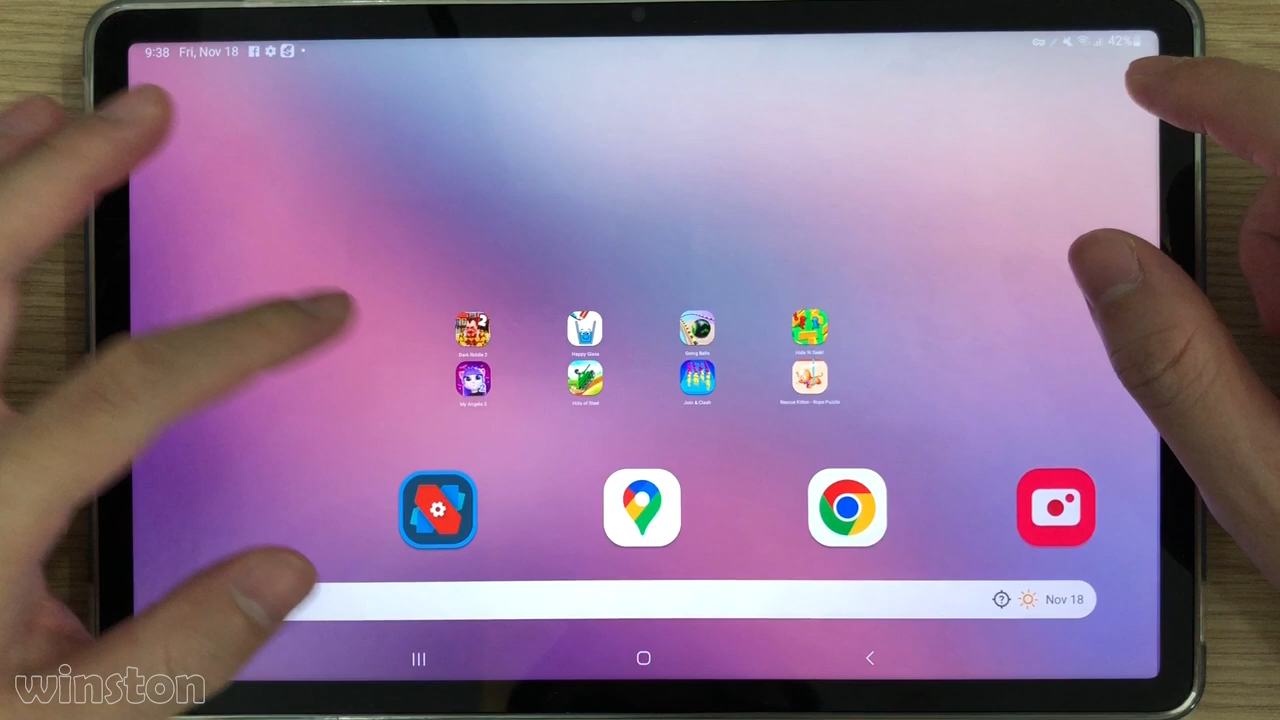 9:38 Fri, Nov 18
42%
Dark Riddle 2 Happy Glass Going Balls Hide 'N Seek!
My Angela 2 Hills of Steel Join & Clash Rescue Kitten - Rope Puzzle
Nov 18
winston